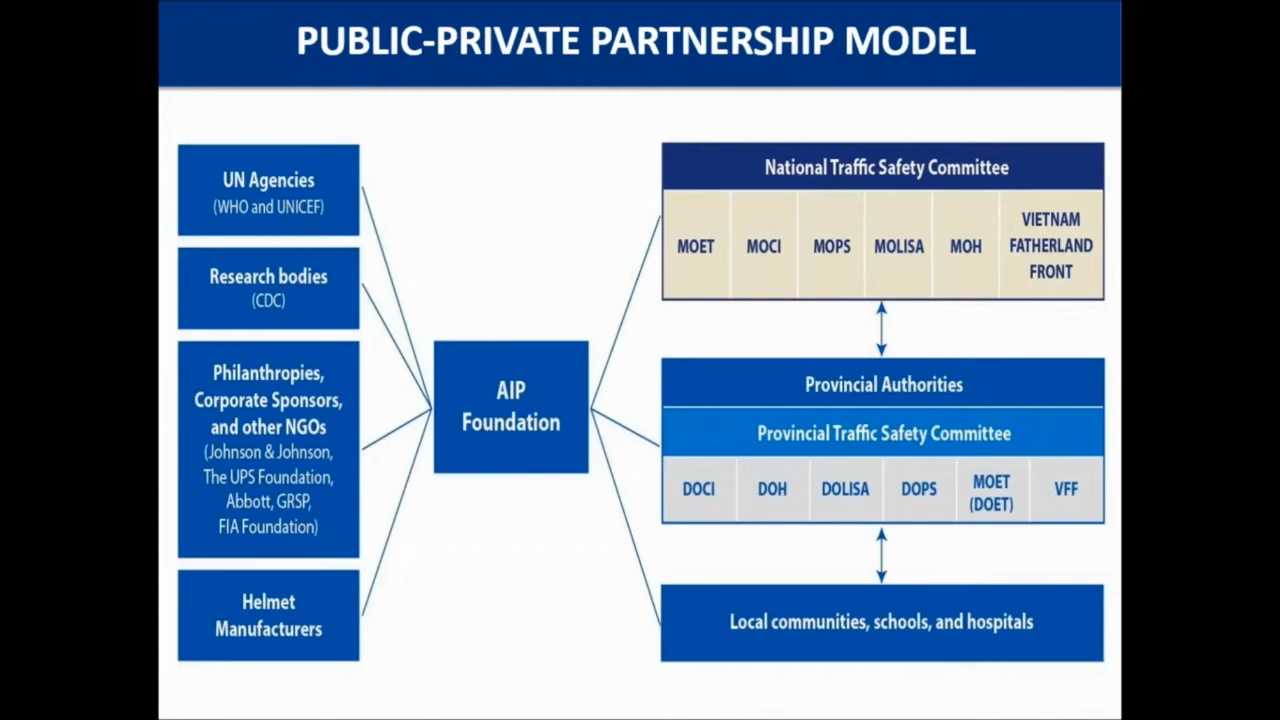 PUBLIC-PRIVATE PARTNERSHIP MODEL
UN Agencies
(WHO and UNICEF)
Research bodies
(CDC)
Philanthropies,
Corporate Sponsors,
and other NGOs
(Johnson & Johnson,
The UPS Foundation,
Abbott, GRSP,
FIA Foundation)
Helmet
Manufacturers
AIP
Foundation
National Traffic Safety Committee
MOET
MOCI
MOPS
MOLISA
MOH
VIETNAM
FATHERLAND
FRONT
Provincial Authorities
Provincial Traffic Safety Committee
DOCI
DOH
DOLISA
DOPS
MOET
(DOET)
VFF
Local communities, schools, and hospitals